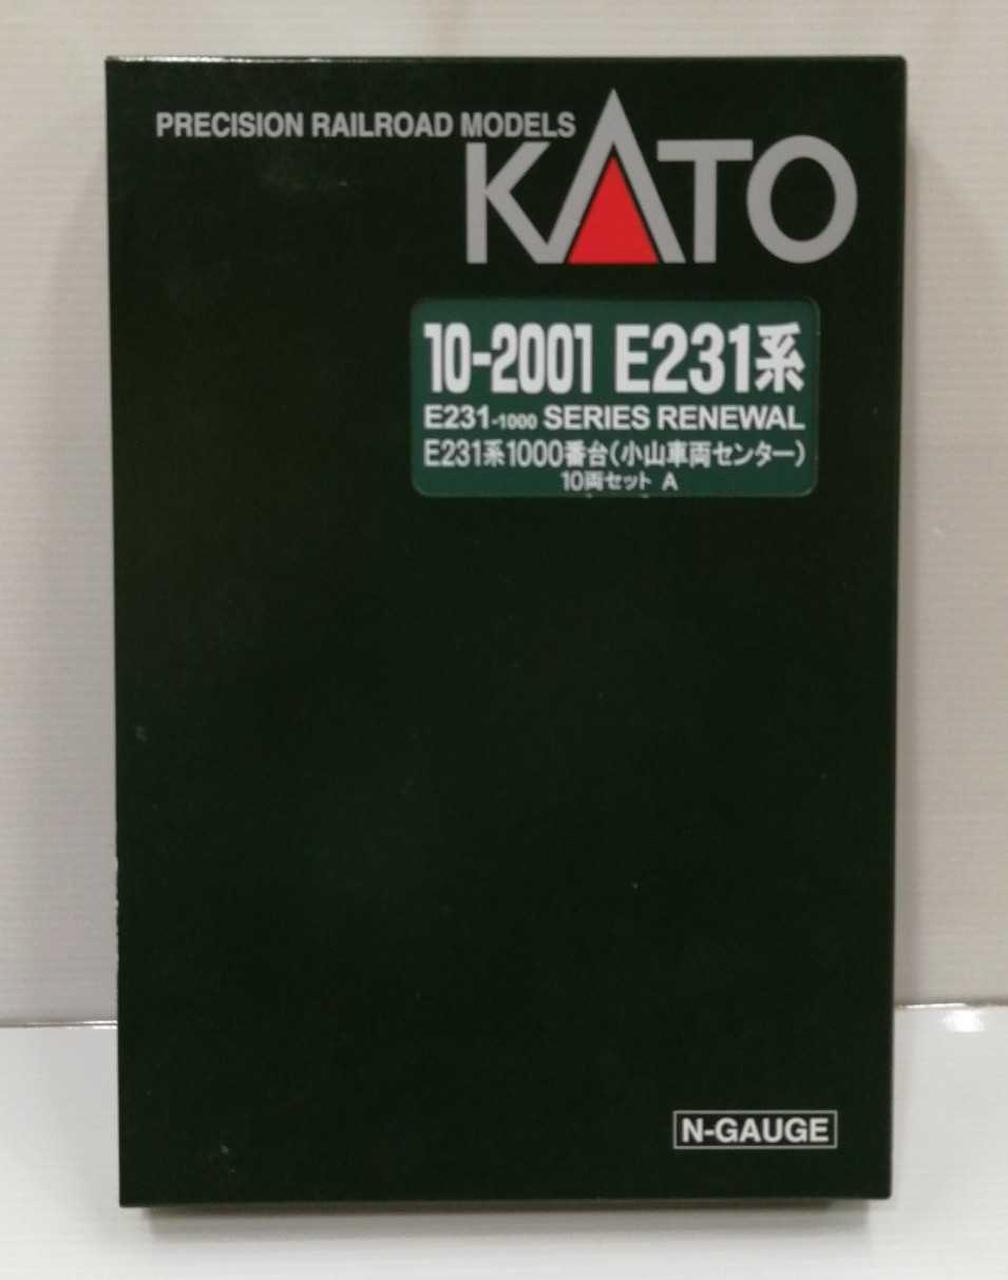 PRECISION RAILROAD MODELS
KATO
10-2001 E231系
E231-1000 SERIES RENEWAL
E231系1000番台(小山車両センター)
10両セット A
N-GAUGE